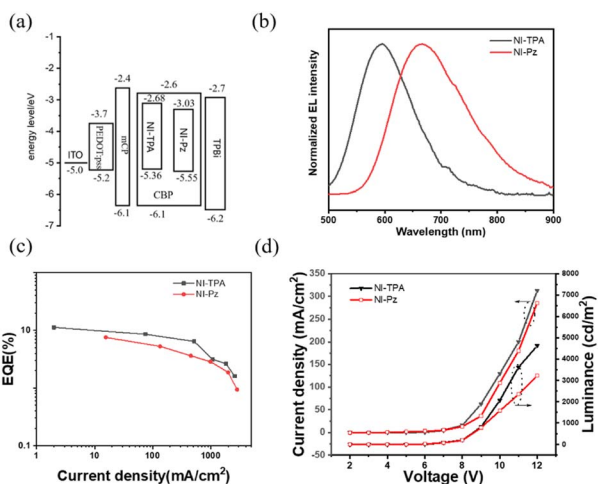 (a)
-1
-2
-3
-4
-5
-6
-7
energy level/eV
-2.4
-2.6
-2.7
-2.68
-3.03
-3.7
ITO
-5.0
PEDOT:pss
mCP
NI-TPA
NI-Pz
TPBi
-5.2
-5.36
-5.55
CBP
-6.1
-6.1
-6.2
(b)
Normalized EL intensity
NI-TPA
NI-Pz
500
600
700
800
900
Wavelength (nm)
(c)
EQE(%)
10
0.1
NI-TPA
NI-Pz
10
100
1000
Current density(mA/cm²)
(d)
Current density (mA/cm²)
350
300
250
200
150
100
50
0
-50
NI-TPA
NI-Pz
2
4
6
8
10
12
Voltage (V)
8000
7000
6000
5000
4000
3000
2000
1000
0
Luminance (cd/m²)